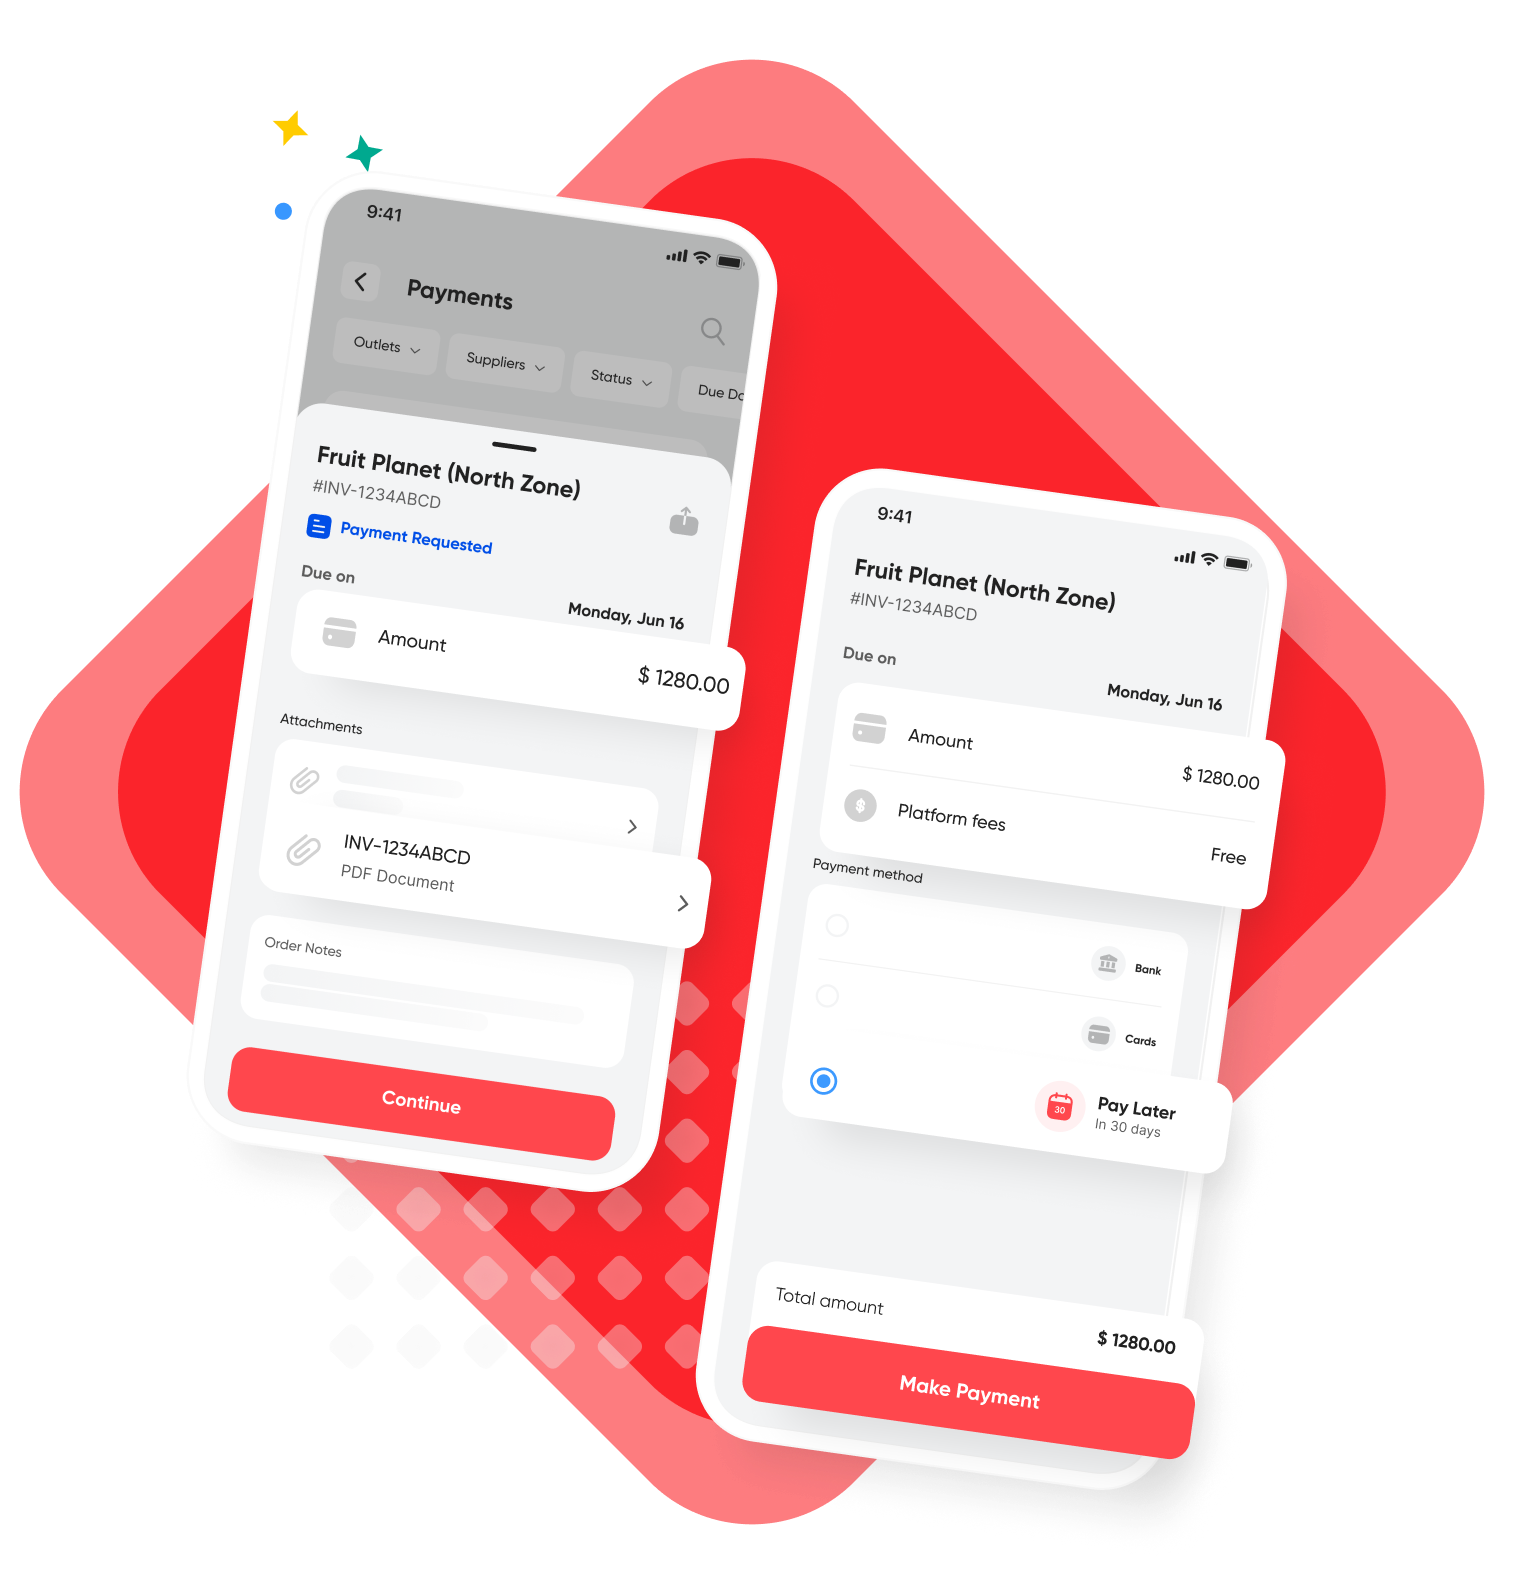 9:41
Payments
Outlets
Suppliers
Status
Due Da
Fruit Planet (North Zone)
#INV-1234ABCD
Payment Requested
Due on
Monday, Jun 16
Amount
$ 1280.00
Attachments
INV-1234ABCD
PDF Document
Order Notes
Continue
9:41
Fruit Planet (North Zone)
#INV-1234ABCD
Due on
Monday, Jun 16
Amount
$ 1280.00
$
Platform fees
Free
Payment method
Bank
Cards
30
Pay Later
In 30 days
Total amount
$ 1280.00
Make Payment